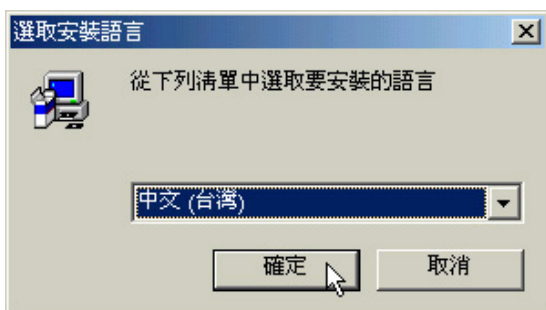 選取安裝語言
從下列清單中選取要安裝的語言
中文 (台灣)
確定
取消